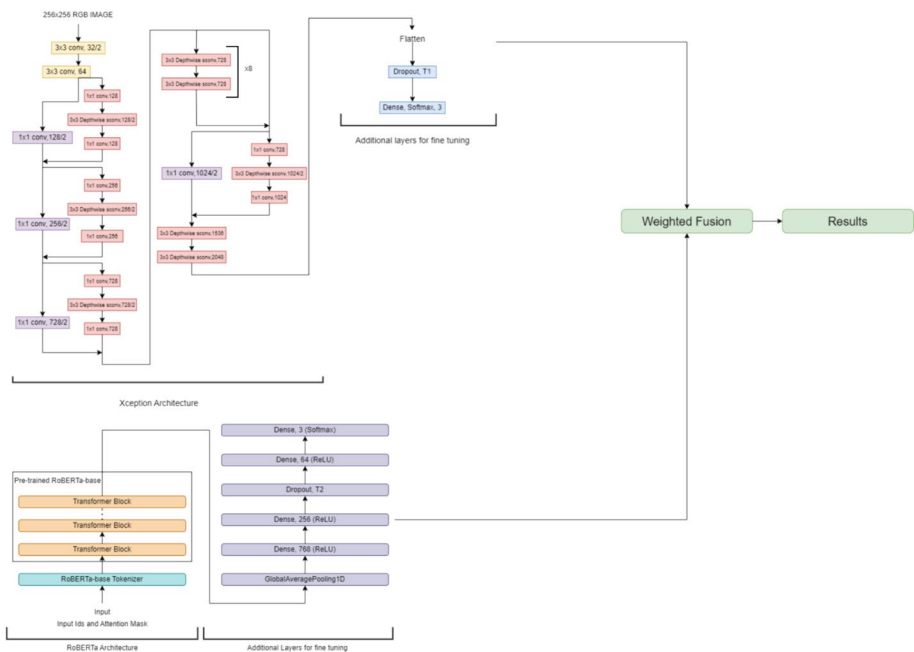 256x256 RGB IMAGE
3x3 conv, 32/2
3x3 conv, 64
1x1 conv,128
3x3 Depthwise sconv,128/2
1x1 conv,128
1x1 conv,128/2
1x1 conv,256
3x3 Depthwise sconv,256/2
1x1 conv,256
1x1 conv, 256/2
1x1 conv,728
3x3 Depthwise sconv,728/2
1x1 conv,728
1x1 conv, 728/2
3x3 Depthwise sconv,728
3x3 Depthwise sconv,728
x8
1x1 conv,728
3x3 Depthwise sconv,1024/2
1x1 conv,1024
1x1 conv,1024/2
3x3 Depthwise sconv,1536
3x3 Depthwise sconv,2048
Xception Architecture
Flatten
Dropout, T1
Dense, Softmax, 3
Additional layers for fine tuning
Weighted Fusion
Results
Pre-trained RoBERTa-base
Transformer Block
Transformer Block
Transformer Block
RoBERTa-base Tokenizer
Input
Input Ids and Attention Mask
RoBERTa Architecture
Dense, 3 (Softmax)
Dense, 64 (ReLU)
Dropout, T2
Dense, 256 (ReLU)
Dense, 768 (ReLU)
GlobalAveragePooling1D
Additional Layers for fine tuning